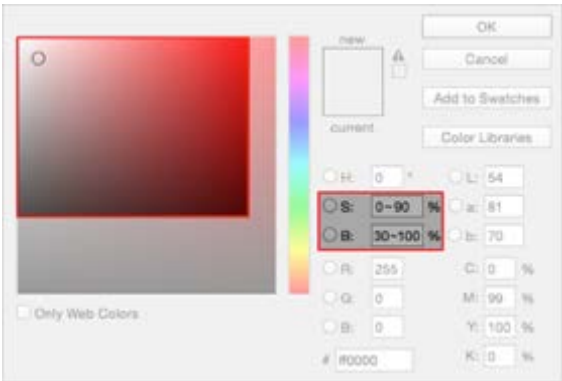 new
OK
Cancel
Add to Swatches
current
Color Libraries
H: 0 °
L: 54
S: 0~90 %
a: 81
B: 30~100 %
b: 70
R: 255
C: 0 %
G: 0
M: 99 %
B: 0
Y: 100 %
# ff0000
K: 0 %
Only Web Colors